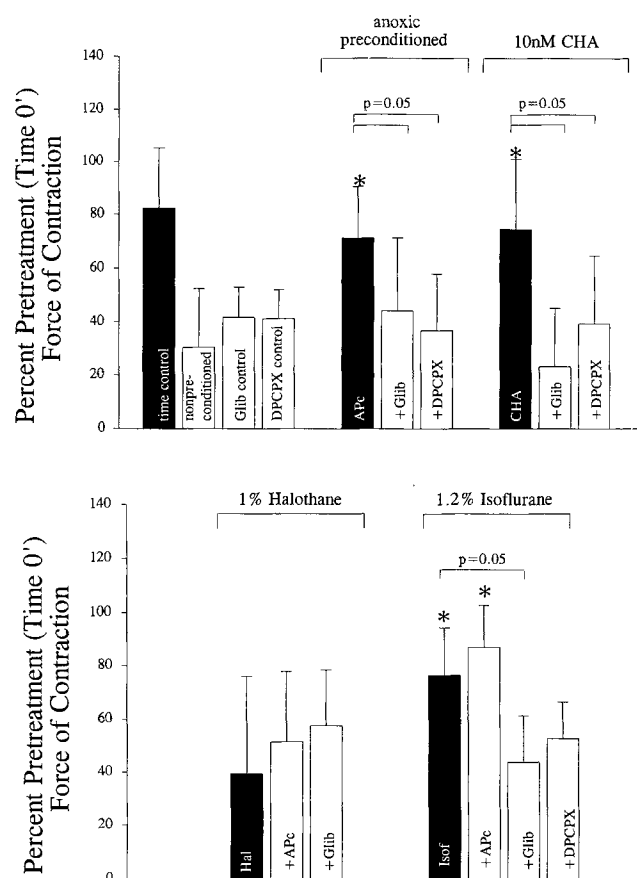 anoxic
preconditioned
10nM CHA
Percent Pretreatment (Time 0')
Force of Contraction
140
120
100
80
60
40
20
0
p=0.05
p=0.05
*
*
time control
nonpre-
conditioned
Glib control
DPCPX control
APc
+Glib
+DPCPX
CHA
+Glib
+DPCPX
1% Halothane
1.2% Isoflurane
Percent Pretreatment (Time 0')
Force of Contraction
140
120
100
80
60
40
20
0
p=0.05
*
*
Hal
+APc
+Glib
Isof
+APc
+Glib
+DPCPX